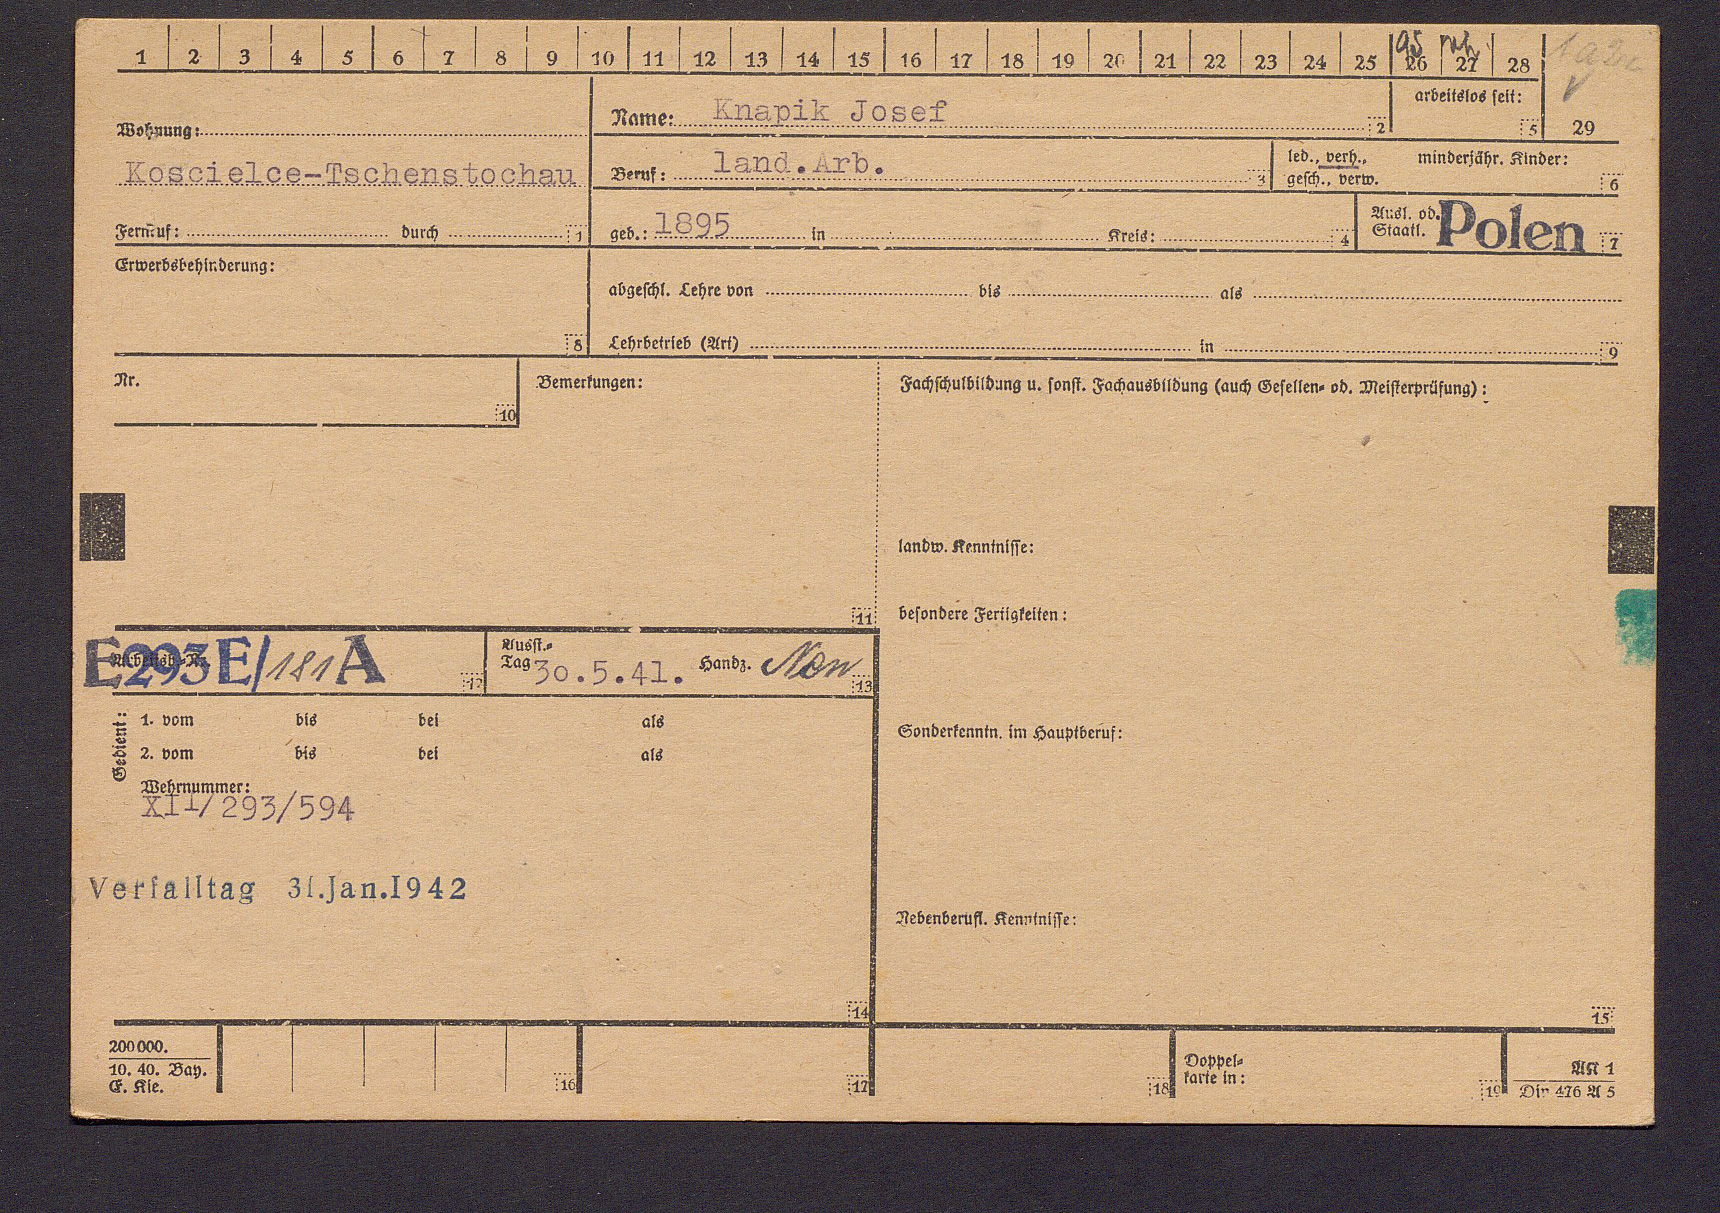 1 2 3 4 5 6 7 8 9 10 11 12 13 14 15 16 17 18 19 20 21 22 23 24 25 26 27 28
arbeitslos seit: 5 29
Wohnung:
Koscielce-Tschenstochau
Name: Knapik Josef 2
Beruf: land.Arb. 3
led., verh.,
gesch., verw.
minderjähr. Kinder: 6
Fernruf: durch 1
geb.: 1895 in Kreis: 4
Ausl. od.
Staatl. Polen 7
Erwerbsbehinderung: 8
abgeschl. Lehre von bis als
Lehrbetrieb (Art) in 9
Nr. 10
Bemerkungen: 11
Fachschulbildung u. sonst. Fachausbildung (auch Gesellen- od. Meisterprüfung):
landw. Kenntnisse:
besondere Fertigkeiten:
Arbeitsb.-Nr. E293E/181A 12
Ausst.-
Tag 30.5.41. Handz. 13
Gedient:
1. vom bis bei als
2. vom bis bei als
Wehrnummer:
XII/293/594
Sonderkenntn. im Hauptberuf:
Verfalltag 31.Jan.1942
Nebenberufl. Kenntnisse:
14
15
200000.
10. 40. Bay.
E. Kie.
16 17 18
Doppel-
karte in: 19
AK 1
Din 476 A 5